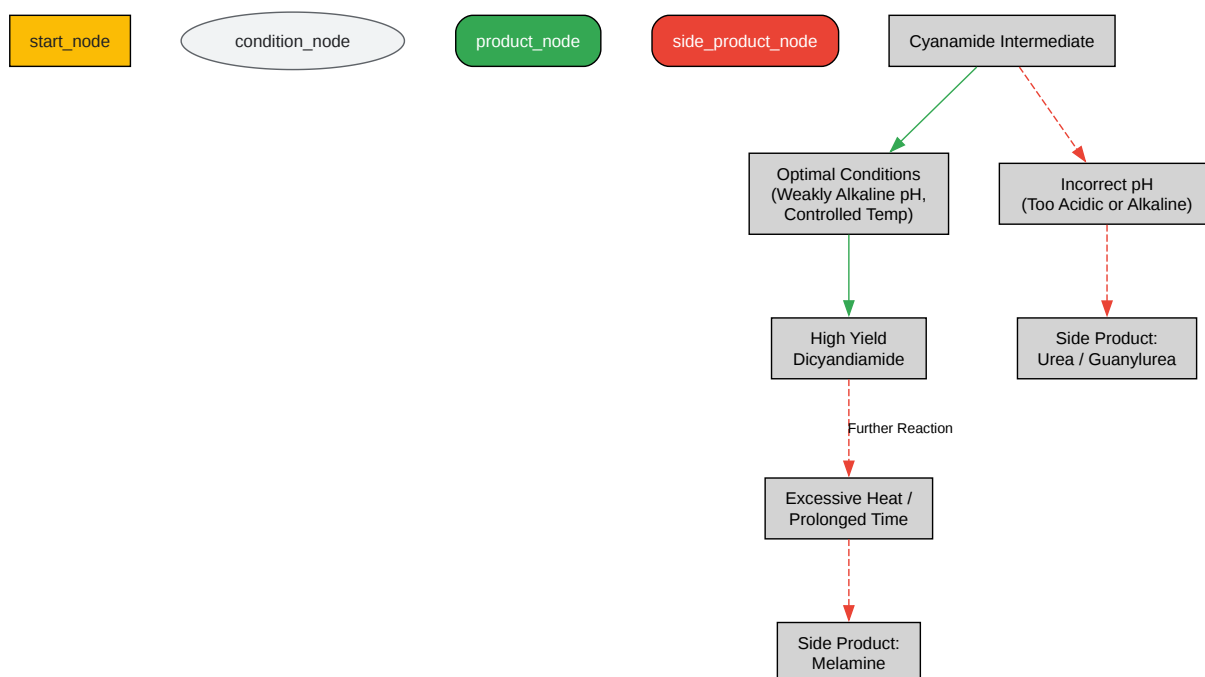 start_node
condition_node
product_node
side_product_node
Cyanamide Intermediate
Optimal Conditions
(Weakly Alkaline pH,
Controlled Temp)
Incorrect pH
(Too Acidic or Alkaline)
High Yield
Dicyandiamide
Side Product:
Urea / Guanylurea
Further Reaction
Excessive Heat /
Prolonged Time
Side Product:
Melamine